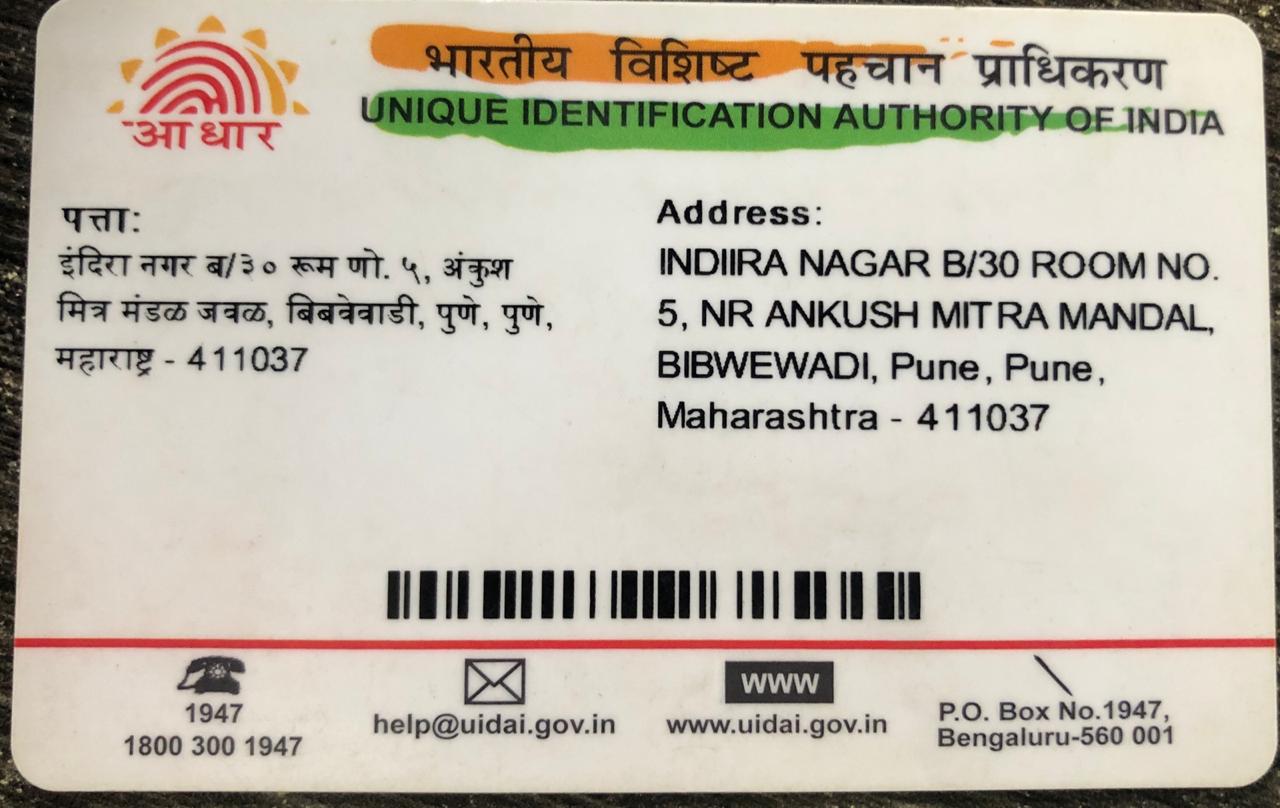 आधार
भारतीय विशिष्ट पहचान प्राधिकरण
UNIQUE IDENTIFICATION AUTHORITY OF INDIA
पत्ता:
इंदिरा नगर ब/३० रूम णो. ५, अंकुश
मित्र मंडळ जवळ, बिबवेवाडी, पुणे, पुणे,
महाराष्ट्र - 411037
Address:
INDIIRA NAGAR B/30 ROOM NO.
5, NR ANKUSH MITRA MANDAL,
BIBWEWADI, Pune, Pune,
Maharashtra - 411037
1947
1800 300 1947
help@uidai.gov.in
www
www.uidai.gov.in
P.O. Box No.1947,
Bengaluru-560 001